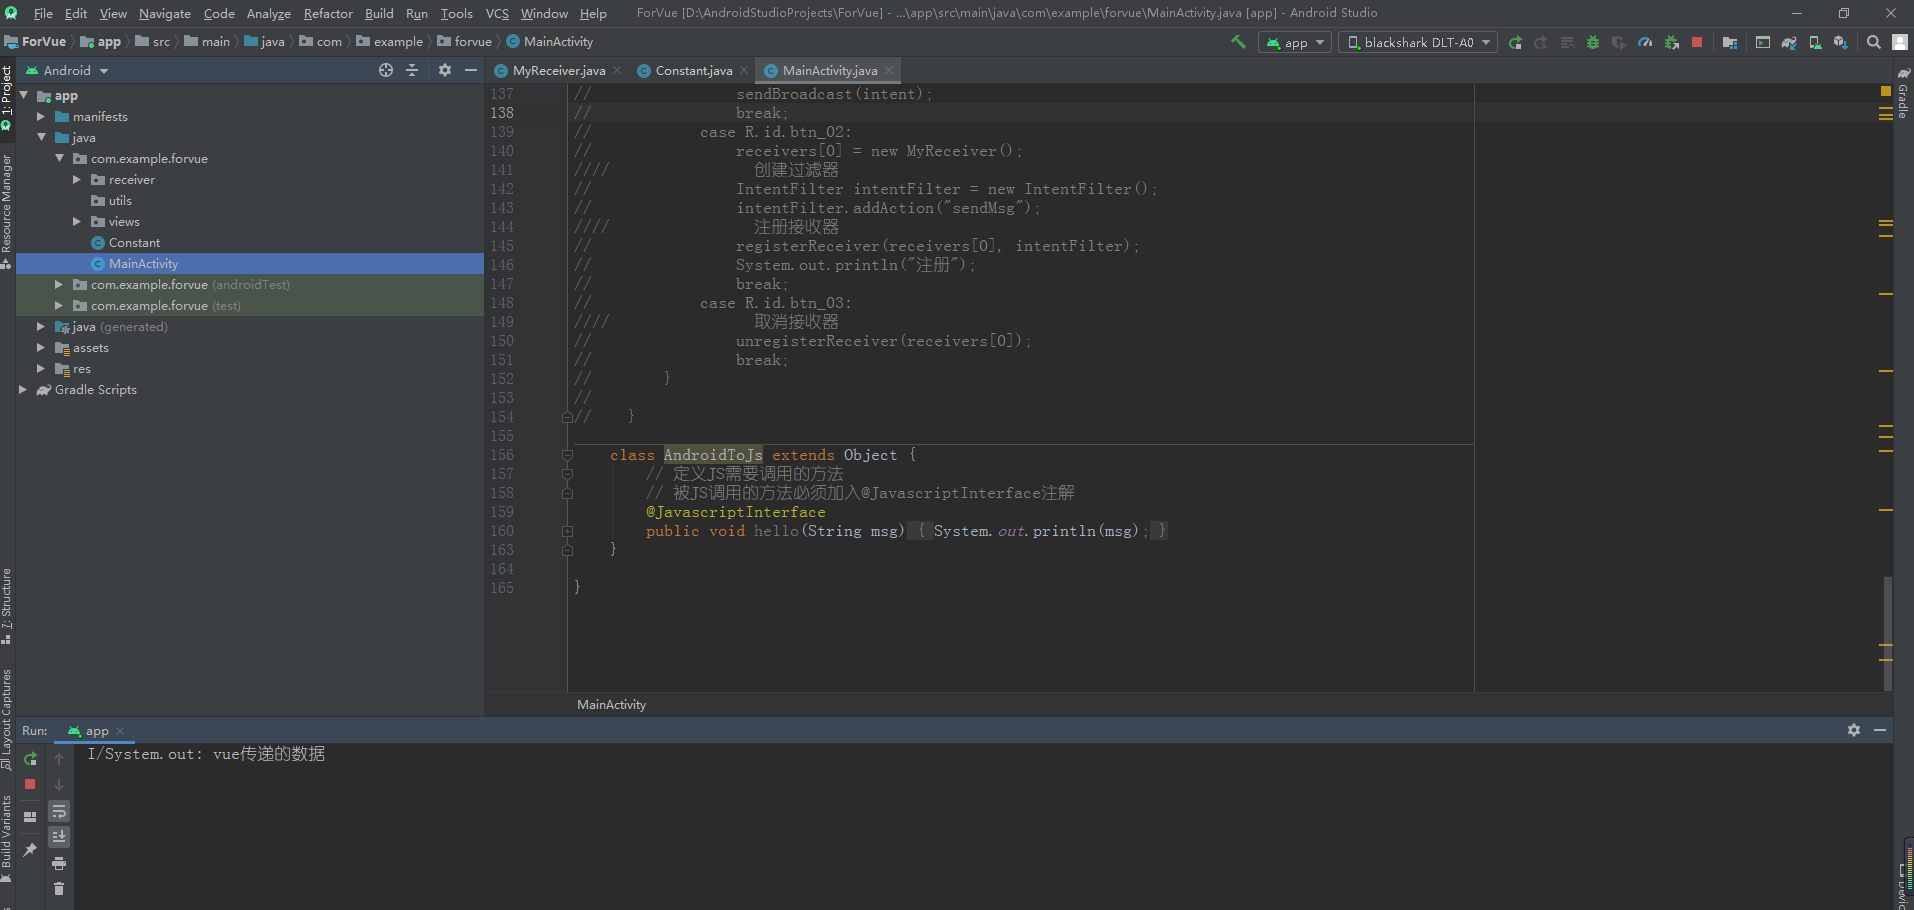 File Edit View Navigate Code Analyze Refactor Build Run Tools VCS Window Help ForVue [D:\AndroidStudioProjects\ForVue] - ...\app\src\main\java\com\example\forvue\MainActivity.java [app] - Android Studio
ForVue app src main java com example forvue MainActivity app blackshark DLT-A0
Android
MyReceiver.java Constant.java MainActivity.java
1: Project
Resource Manager
7: Structure
Layout Captures
Build Variants
app
manifests
java
com.example.forvue
receiver
utils
views
Constant
MainActivity
com.example.forvue (androidTest)
com.example.forvue (test)
java (generated)
assets
res
Gradle Scripts
137 // sendBroadcast(intent);
138 // break;
139 // case R.id.btn_02:
140 // receivers[0] = new MyReceiver();
141 //// 创建过滤器
142 // IntentFilter intentFilter = new IntentFilter();
143 // intentFilter.addAction("sendMsg");
144 //// 注册接收器
145 // registerReceiver(receivers[0], intentFilter);
146 // System.out.println("注册");
147 // break;
148 // case R.id.btn_03:
149 //// 取消接收器
150 // unregisterReceiver(receivers[0]);
151 // break;
152 // }
153 //
154 // }
155
156 class AndroidToJs extends Object {
157 // 定义JS需要调用的方法
158 // 被JS调用的方法必须加入@JavascriptInterface注解
159 @JavascriptInterface
160 public void hello(String msg) { System.out.println(msg); }
163 }
164
165 }
MainActivity
Gradle
Run: app
I/System.out: vue传递的数据